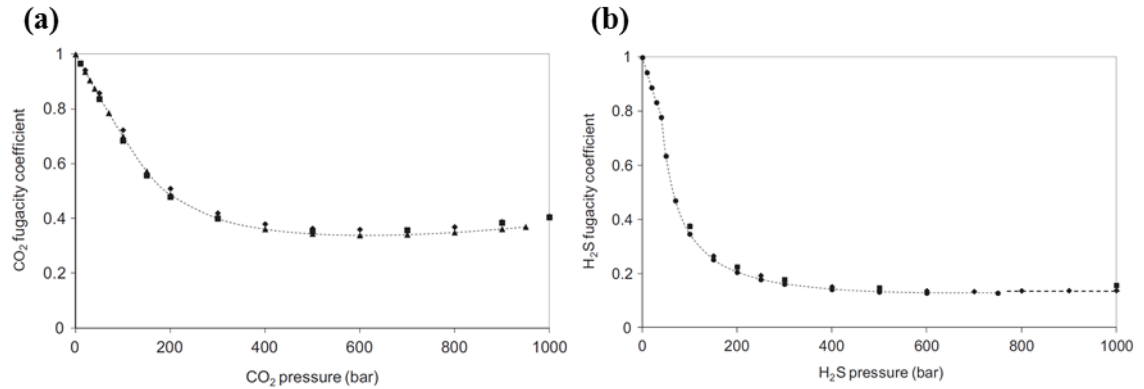 (a)
1
0.8
0.6
0.4
0.2
0
0 200 400 600 800 1000
CO2 fugacity coefficient
CO2 pressure (bar)
(b)
1
0.8
0.6
0.4
0.2
0
0 200 400 600 800 1000
H2S fugacity coefficient
H2S pressure (bar)